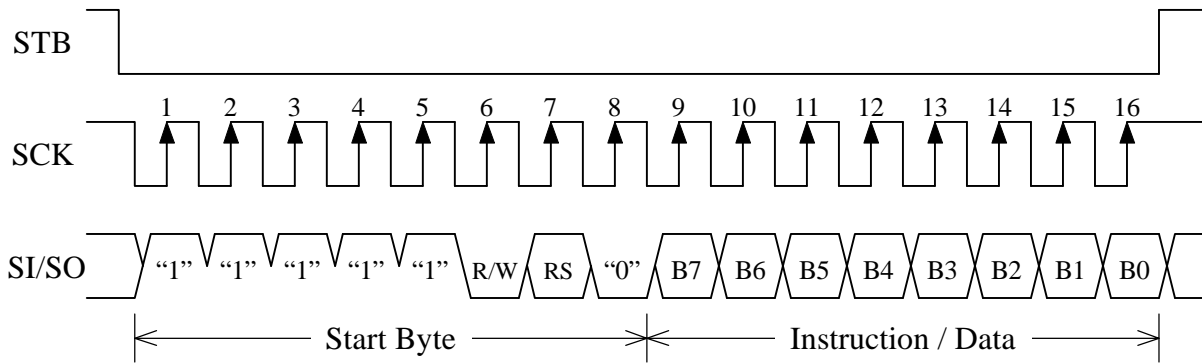 STB
1 2 3 4 5 6 7 8 9 10 11 12 13 14 15 16
SCK
SI/SO “1” “1” “1” “1” “1” R/W RS “0” B7 B6 B5 B4 B3 B2 B1 B0
Start Byte Instruction / Data